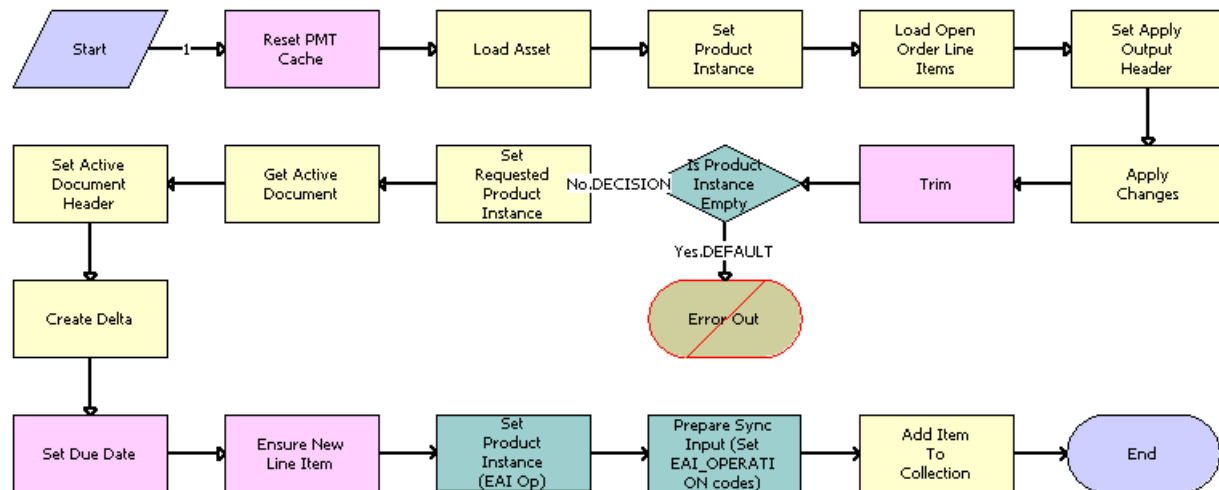 Start
1
Reset PMT
Cache
Load Asset
Set
Product
Instance
Load Open
Order Line
Items
Set Apply
Output
Header
Set Active
Document
Header
Get Active
Document
Set
Requested
Product
Instance
No.DECISION
Is Product
Instance
Empty
Trim
Apply
Changes
Yes.DEFAULT
Create Delta
Error Out
Set Due Date
Ensure New
Line Item
Set
Product
Instance
(EAI Op)
Prepare Sync
Input (Set
EAI_OPERATI
ON codes)
Add Item
To
Collection
End